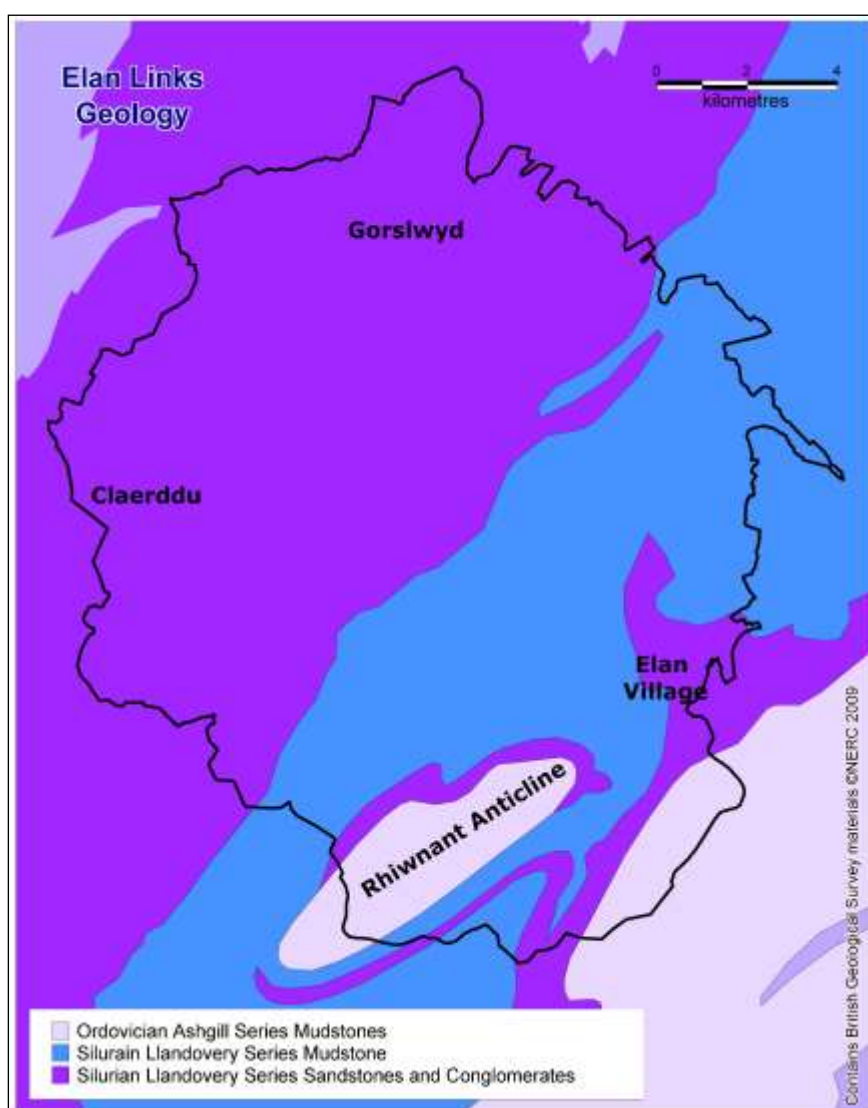 Elan Links
Geology
0 2 4
kilometres
Gorslwyd
Claerddu
Elan
Village
Rhiwnant Anticline
Ordovician Ashgill Series Mudstones
Silurain Llandovery Series Mudstone
Silurian Llandovery Series Sandstones and Conglomerates
Contains British Geological Survey materials ©NERC 2009